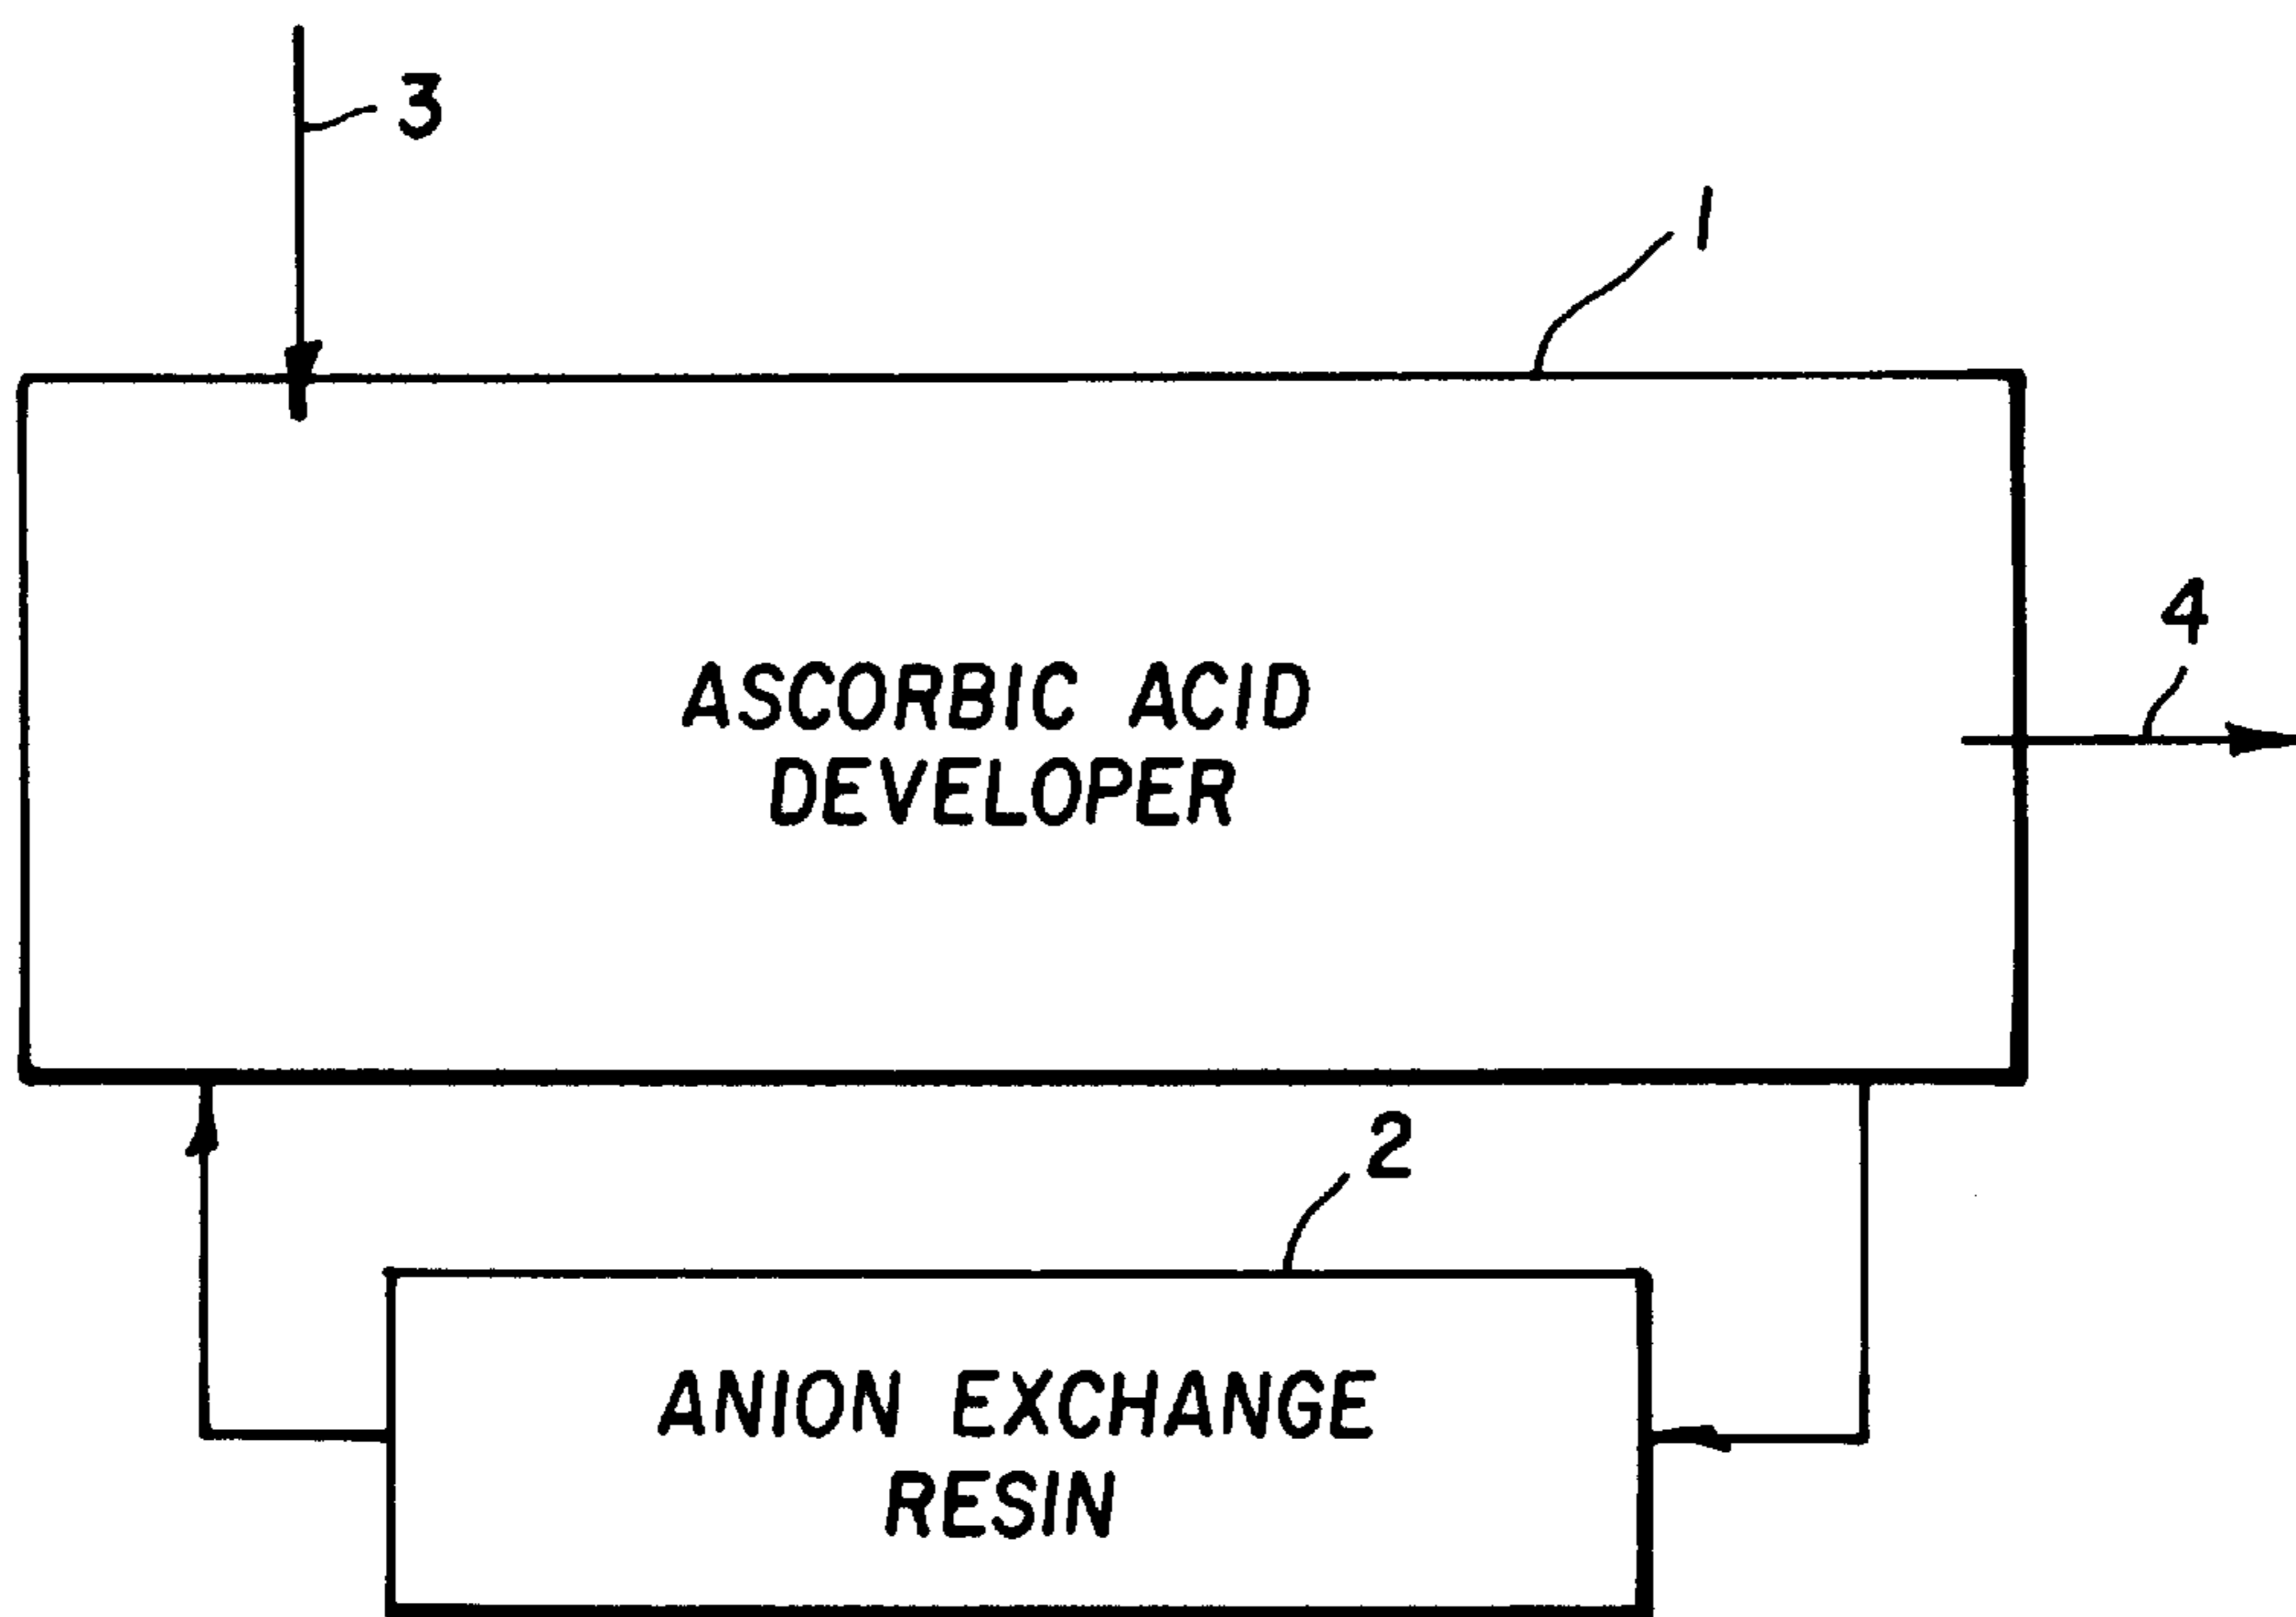 3
1
4
ASCORBIC ACID
DEVELOPER
2
ANION EXCHANGE
RESIN